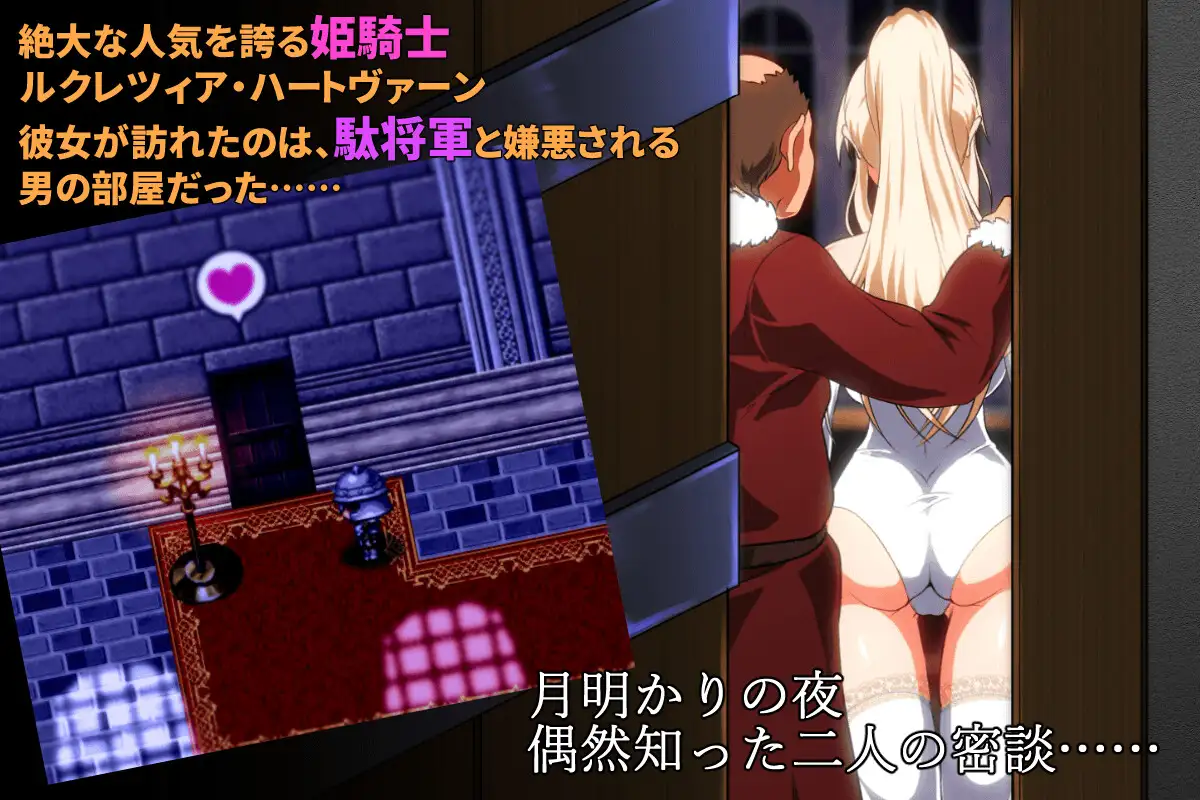 絶大な人気を誇る姫騎士
ルクレツィア・ハートヴァーン
彼女が訪れたのは、駄将軍と嫌悪される
男の部屋だった……
月明かりの夜
偶然知った二人の密談……